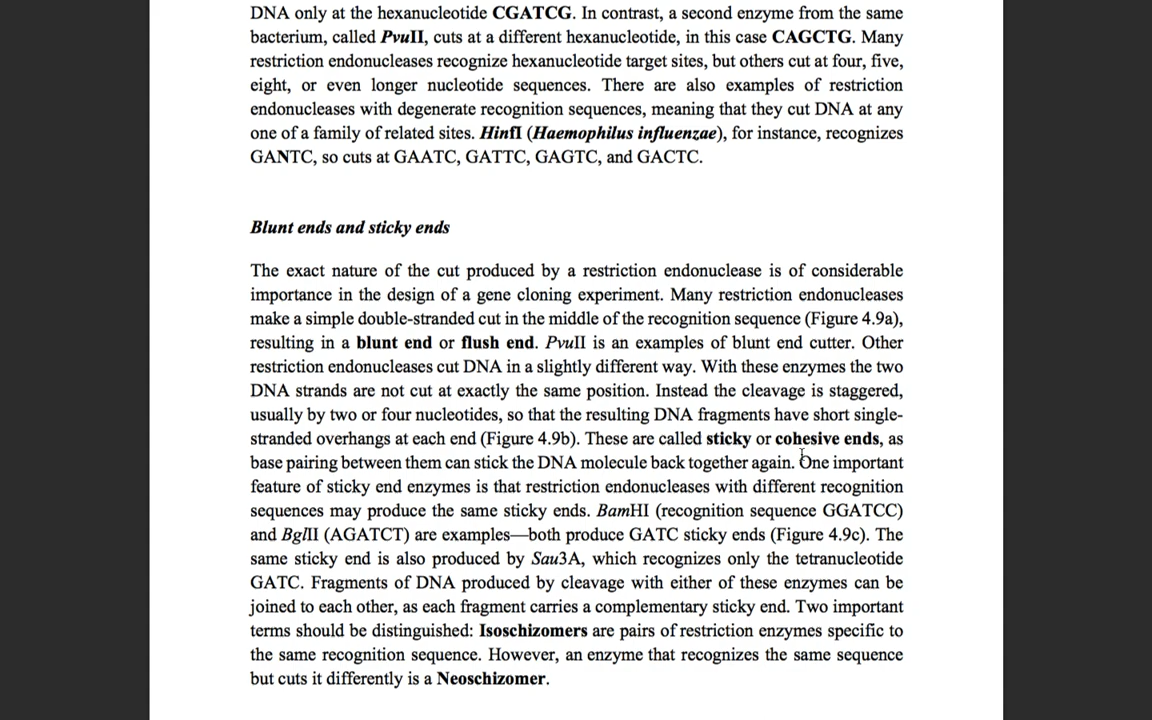 DNA only at the hexanucleotide CGATCG. In contrast, a second enzyme from the same
bacterium, called PvuII, cuts at a different hexanucleotide, in this case CAGCTG. Many
restriction endonucleases recognize hexanucleotide target sites, but others cut at four, five,
eight, or even longer nucleotide sequences. There are also examples of restriction
endonucleases with degenerate recognition sequences, meaning that they cut DNA at any
one of a family of related sites. HinfI (Haemophilus influenzae), for instance, recognizes
GANTC, so cuts at GAATC, GATTC, GAGTC, and GACTC.
Blunt ends and sticky ends
The exact nature of the cut produced by a restriction endonuclease is of considerable
importance in the design of a gene cloning experiment. Many restriction endonucleases
make a simple double-stranded cut in the middle of the recognition sequence (Figure 4.9a),
resulting in a blunt end or flush end. PvuII is an examples of blunt end cutter. Other
restriction endonucleases cut DNA in a slightly different way. With these enzymes the two
DNA strands are not cut at exactly the same position. Instead the cleavage is staggered,
usually by two or four nucleotides, so that the resulting DNA fragments have short single-
stranded overhangs at each end (Figure 4.9b). These are called sticky or cohesive ends, as
base pairing between them can stick the DNA molecule back together again. One important
feature of sticky end enzymes is that restriction endonucleases with different recognition
sequences may produce the same sticky ends. BamHI (recognition sequence GGATCC)
and BglII (AGATCT) are examples—both produce GATC sticky ends (Figure 4.9c). The
same sticky end is also produced by Sau3A, which recognizes only the tetranucleotide
GATC. Fragments of DNA produced by cleavage with either of these enzymes can be
joined to each other, as each fragment carries a complementary sticky end. Two important
terms should be distinguished: Isoschizomers are pairs of restriction enzymes specific to
the same recognition sequence. However, an enzyme that recognizes the same sequence
but cuts it differently is a Neoschizomer.